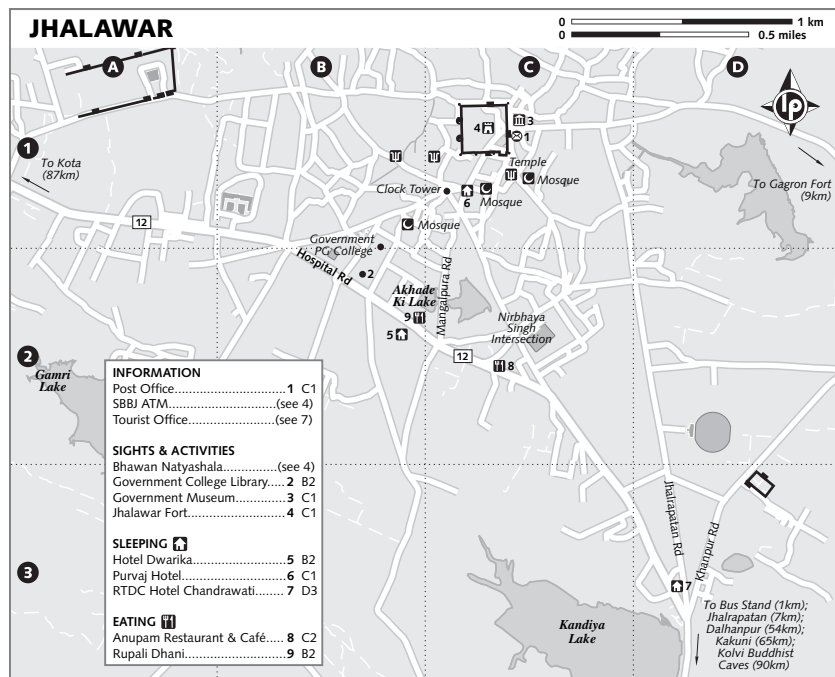 JHALAWAR
0 1 km
0 0.5 miles
A
B
C
D
lp
4
3
1
1
To Kota
(87km)
Temple
Mosque
To Gagron Fort
(9km)
Clock Tower
6
Mosque
12
Mosque
Government
PG College
Hospital Rd
2
Mangalpura Rd
Akhade
Ki Lake
9
5
Nirbhaya
Singh
Intersection
12
8
2
Gamri
Lake
INFORMATION
Post Office............................1 C1
SBBJ ATM...........................(see 4)
Tourist Office......................(see 7)
SIGHTS & ACTIVITIES
Bhawan Natyashala..............(see 4)
Government College Library.....2 B2
Government Museum.............3 C1
Jhalawar Fort........................4 C1
SLEEPING
Hotel Dwarika.......................5 B2
Purvaj Hotel..........................6 C1
RTDC Hotel Chandrawati........7 D3
EATING
Anupam Restaurant & Café.....8 C2
Rupali Dhani.........................9 B2
3
Jhalrapatan Rd
Khanpur Rd
7
Kandiya
Lake
To Bus Stand (1km);
Jhalrapatan (7km);
Dalhanpur (54km);
Kakuni (65km);
Kolvi Buddhist
Caves (90km)